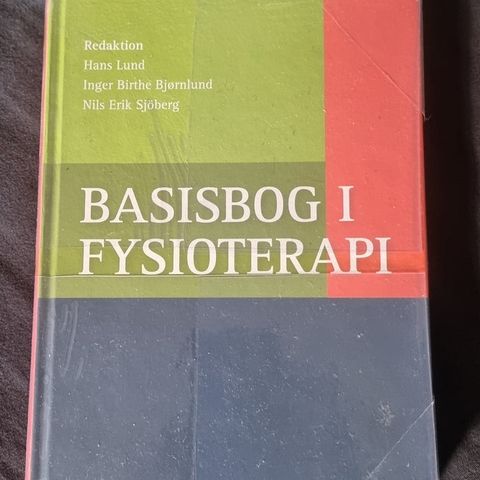 Redaktion
Hans Lund
Inger Birthe Bjørnlund
Nils Erik Sjöberg
BASISBOG I
FYSIOTERAPI